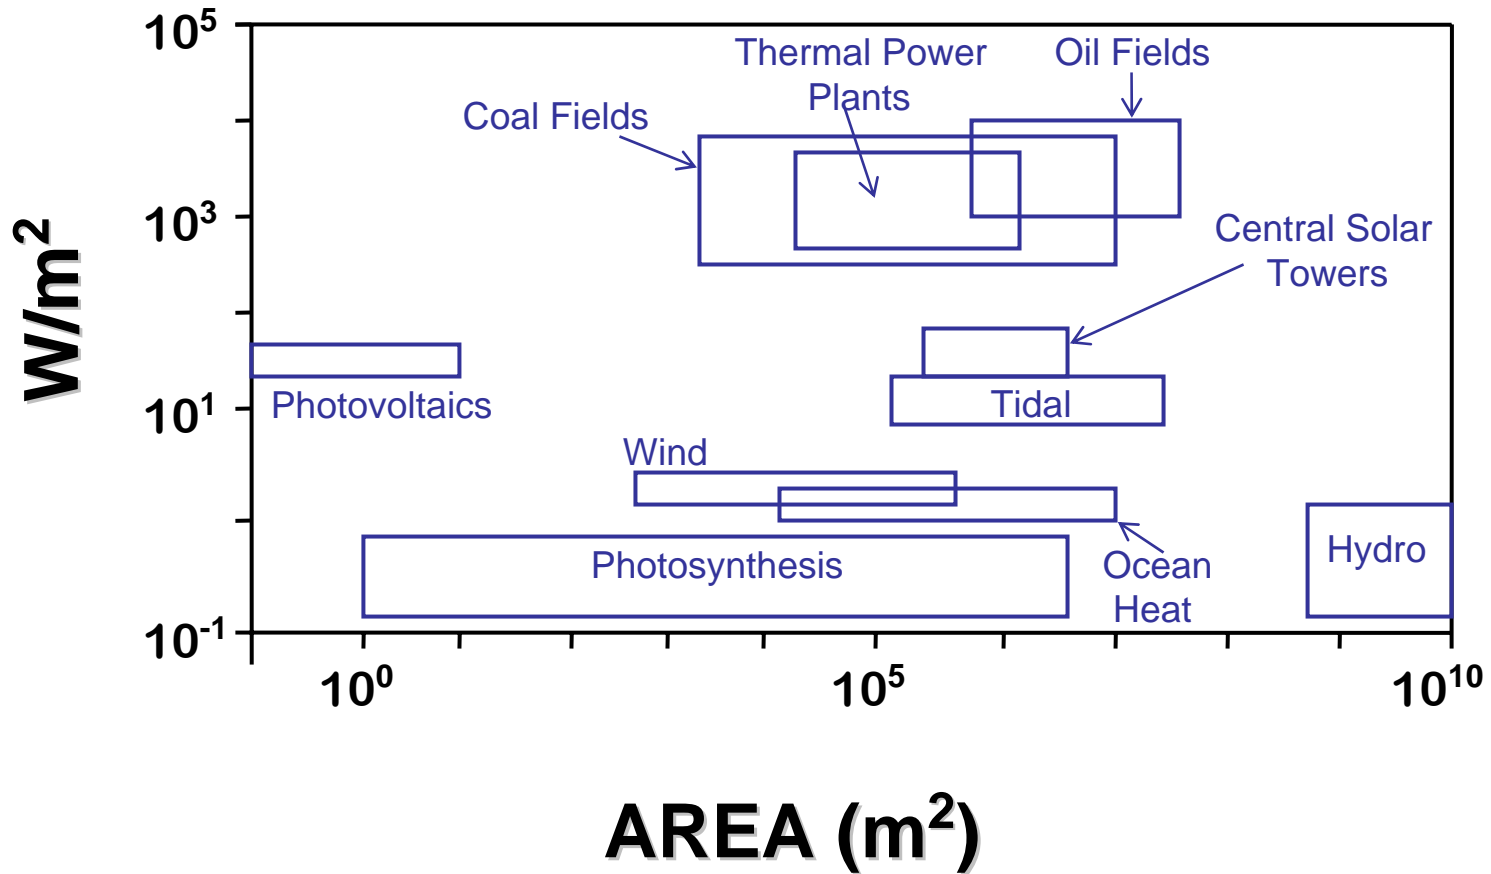 10⁵
Thermal Power
Plants
Oil Fields
Coal Fields
10³
Central Solar
Towers
W/m²
Photovoltaics
10¹
Tidal
Wind
Photosynthesis
Ocean
Heat
Hydro
10⁻¹
10⁰
10⁵
10¹⁰
AREA (m²)